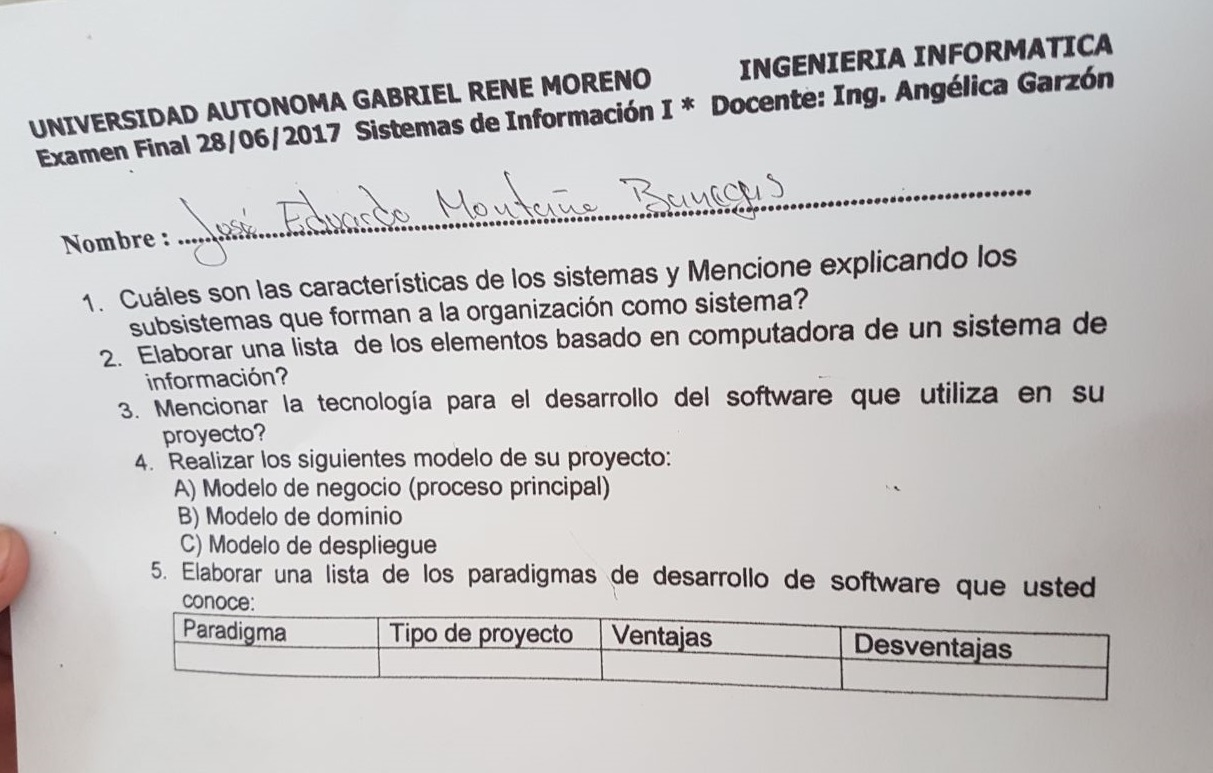 UNIVERSIDAD AUTONOMA GABRIEL RENE MORENO INGENIERIA INFORMATICA
Examen Final 28/06/2017 Sistemas de Información I * Docente: Ing. Angélica Garzón
Nombre : José Eduardo Montaño
1. Cuáles son las características de los sistemas y Mencione explicando los
subsistemas que forman a la organización como sistema?
2. Elaborar una lista de los elementos basado en computadora de un sistema de
información?
3. Mencionar la tecnología para el desarrollo del software que utiliza en su
proyecto?
4. Realizar los siguientes modelo de su proyecto:
A) Modelo de negocio (proceso principal)
B) Modelo de dominio
C) Modelo de despliegue
5. Elaborar una lista de los paradigmas de desarrollo de software que usted
conoce:
Paradigma Tipo de proyecto Ventajas Desventajas